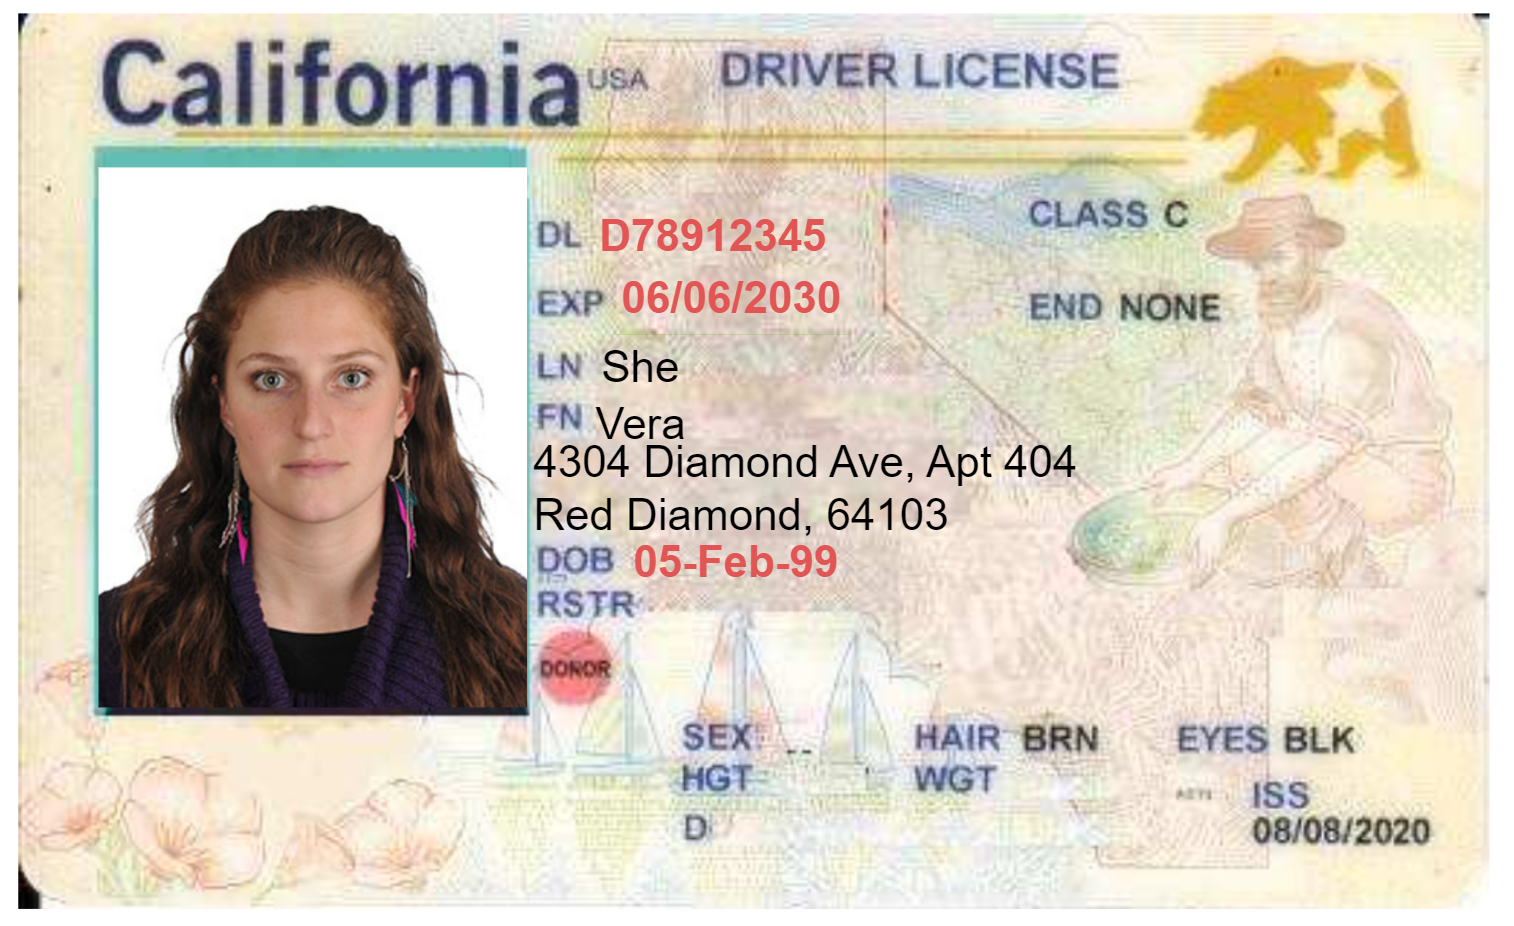 California USA DRIVER LICENSE
DL D78912345
CLASS C
EXP 06/06/2030
END NONE
LN She
FN Vera
4304 Diamond Ave, Apt 404
Red Diamond, 64103
DOB 05-Feb-99
RSTR
DONOR
SEX -- HAIR BRN EYES BLK
HGT WGT
ISS
D 08/08/2020